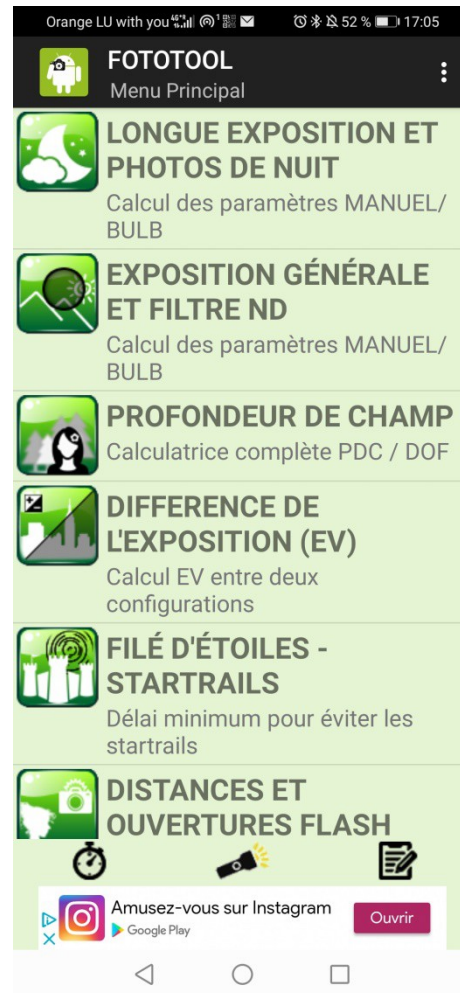 Orange LU with you 52 % 17:05
FOTOTOOL
Menu Principal
LONGUE EXPOSITION ET
PHOTOS DE NUIT
Calcul des paramètres MANUEL/
BULB
EXPOSITION GÉNÉRALE
ET FILTRE ND
Calcul des paramètres MANUEL/
BULB
PROFONDEUR DE CHAMP
Calculatrice complète PDC / DOF
DIFFERENCE DE
L'EXPOSITION (EV)
Calcul EV entre deux
configurations
FILÉ D'ÉTOILES -
STARTRAILS
Délai minimum pour éviter les
startrails
DISTANCES ET
OUVERTURES FLASH
Amusez-vous sur Instagram
Google Play
Ouvrir